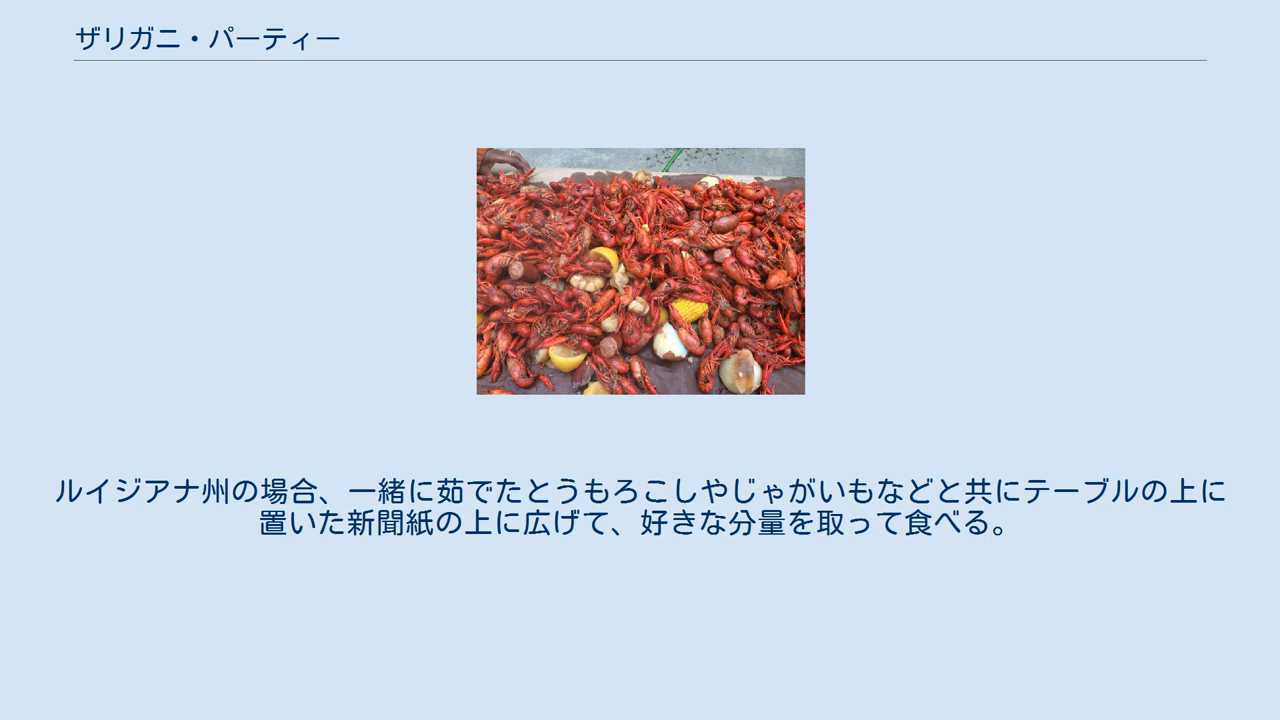 ザリガニ・パーティー
ルイジアナ州の場合、一緒に茹でたとうもろこしやじゃがいもなどと共にテーブルの上に
置いた新聞紙の上に広げて、好きな分量を取って食べる。